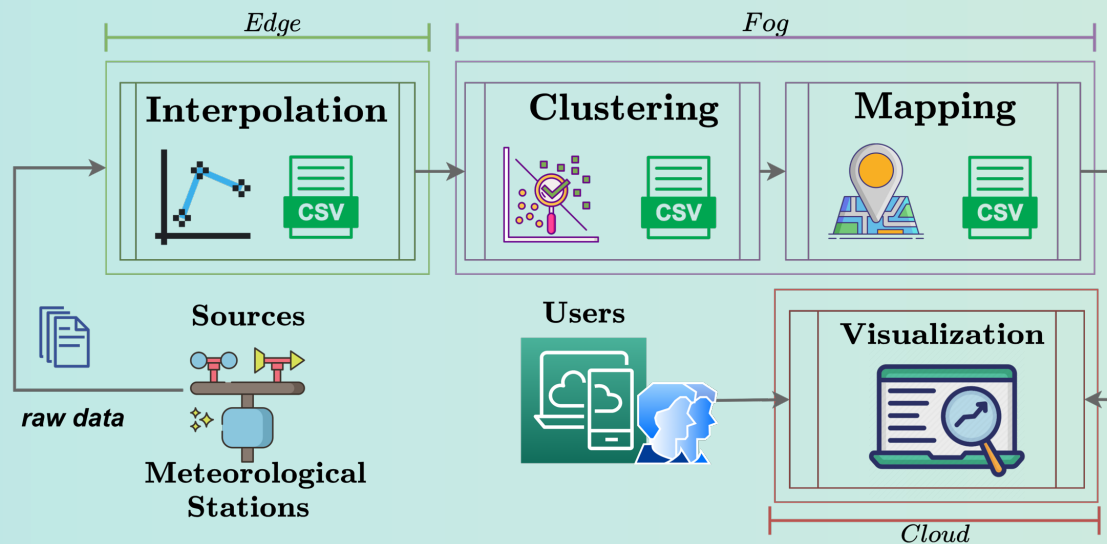 Edge
Fog
Interpolation
CSV
Clustering
CSV
Mapping
CSV
Sources
raw data
Meteorological
Stations
Users
Visualization
Cloud